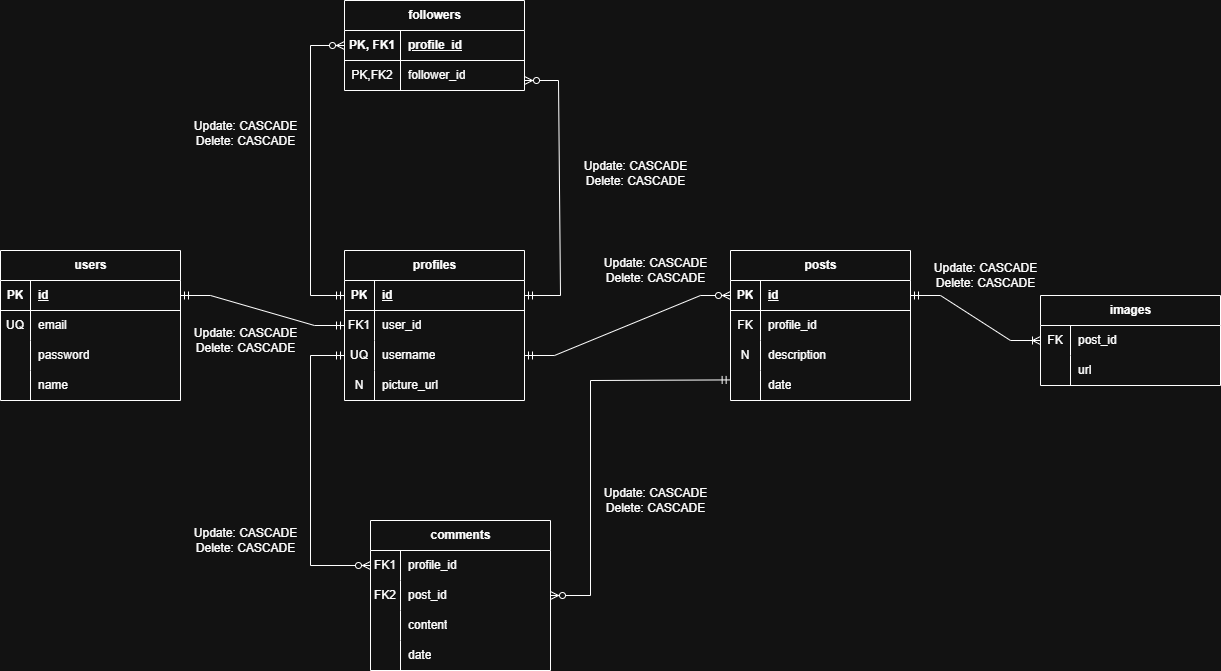 followers
PK, FK1 profile_id
PK,FK2 follower_id
Update: CASCADE
Delete: CASCADE
Update: CASCADE
Delete: CASCADE
users
PK id
UQ email
password
name
Update: CASCADE
Delete: CASCADE
profiles
PK id
FK1 user_id
UQ username
N picture_url
Update: CASCADE
Delete: CASCADE
posts
PK id
FK profile_id
N description
date
Update: CASCADE
Delete: CASCADE
images
FK post_id
url
Update: CASCADE
Delete: CASCADE
Update: CASCADE
Delete: CASCADE
comments
FK1 profile_id
FK2 post_id
content
date